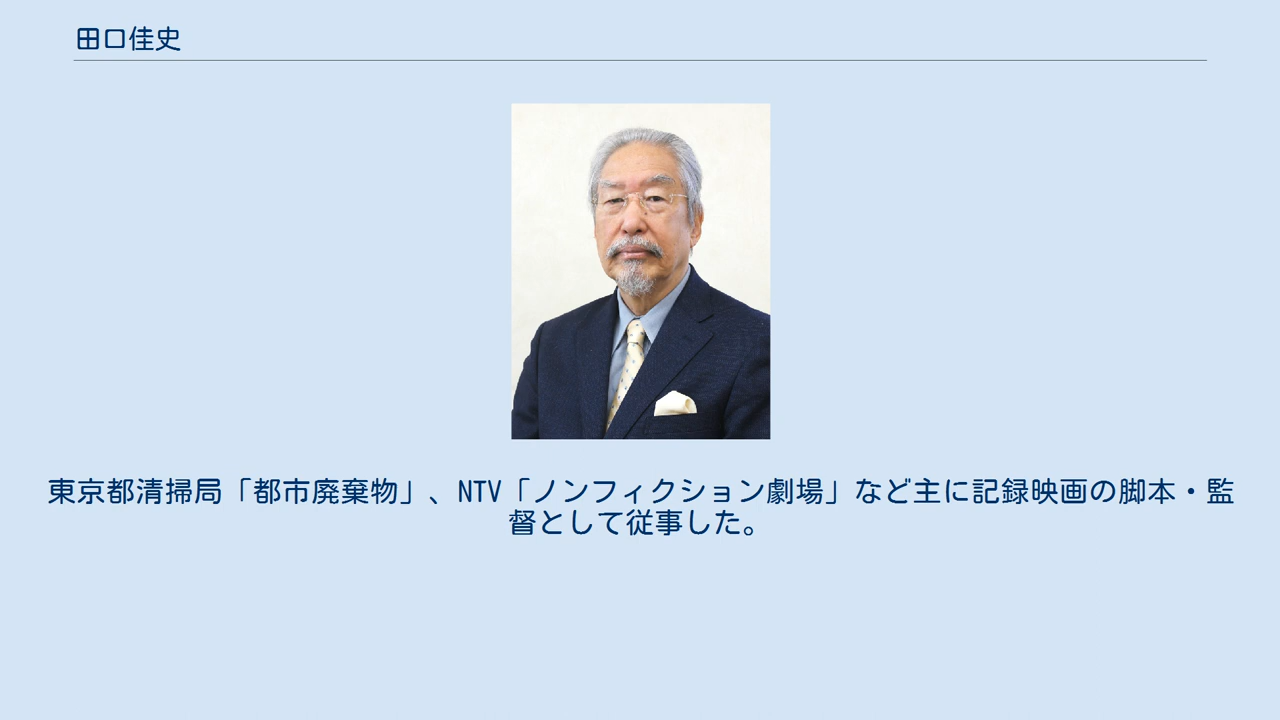 田口佳史
東京都清掃局「都市廃棄物」、NTV「ノンフィクション劇場」など主に記録映画の脚本・監
督として従事した。